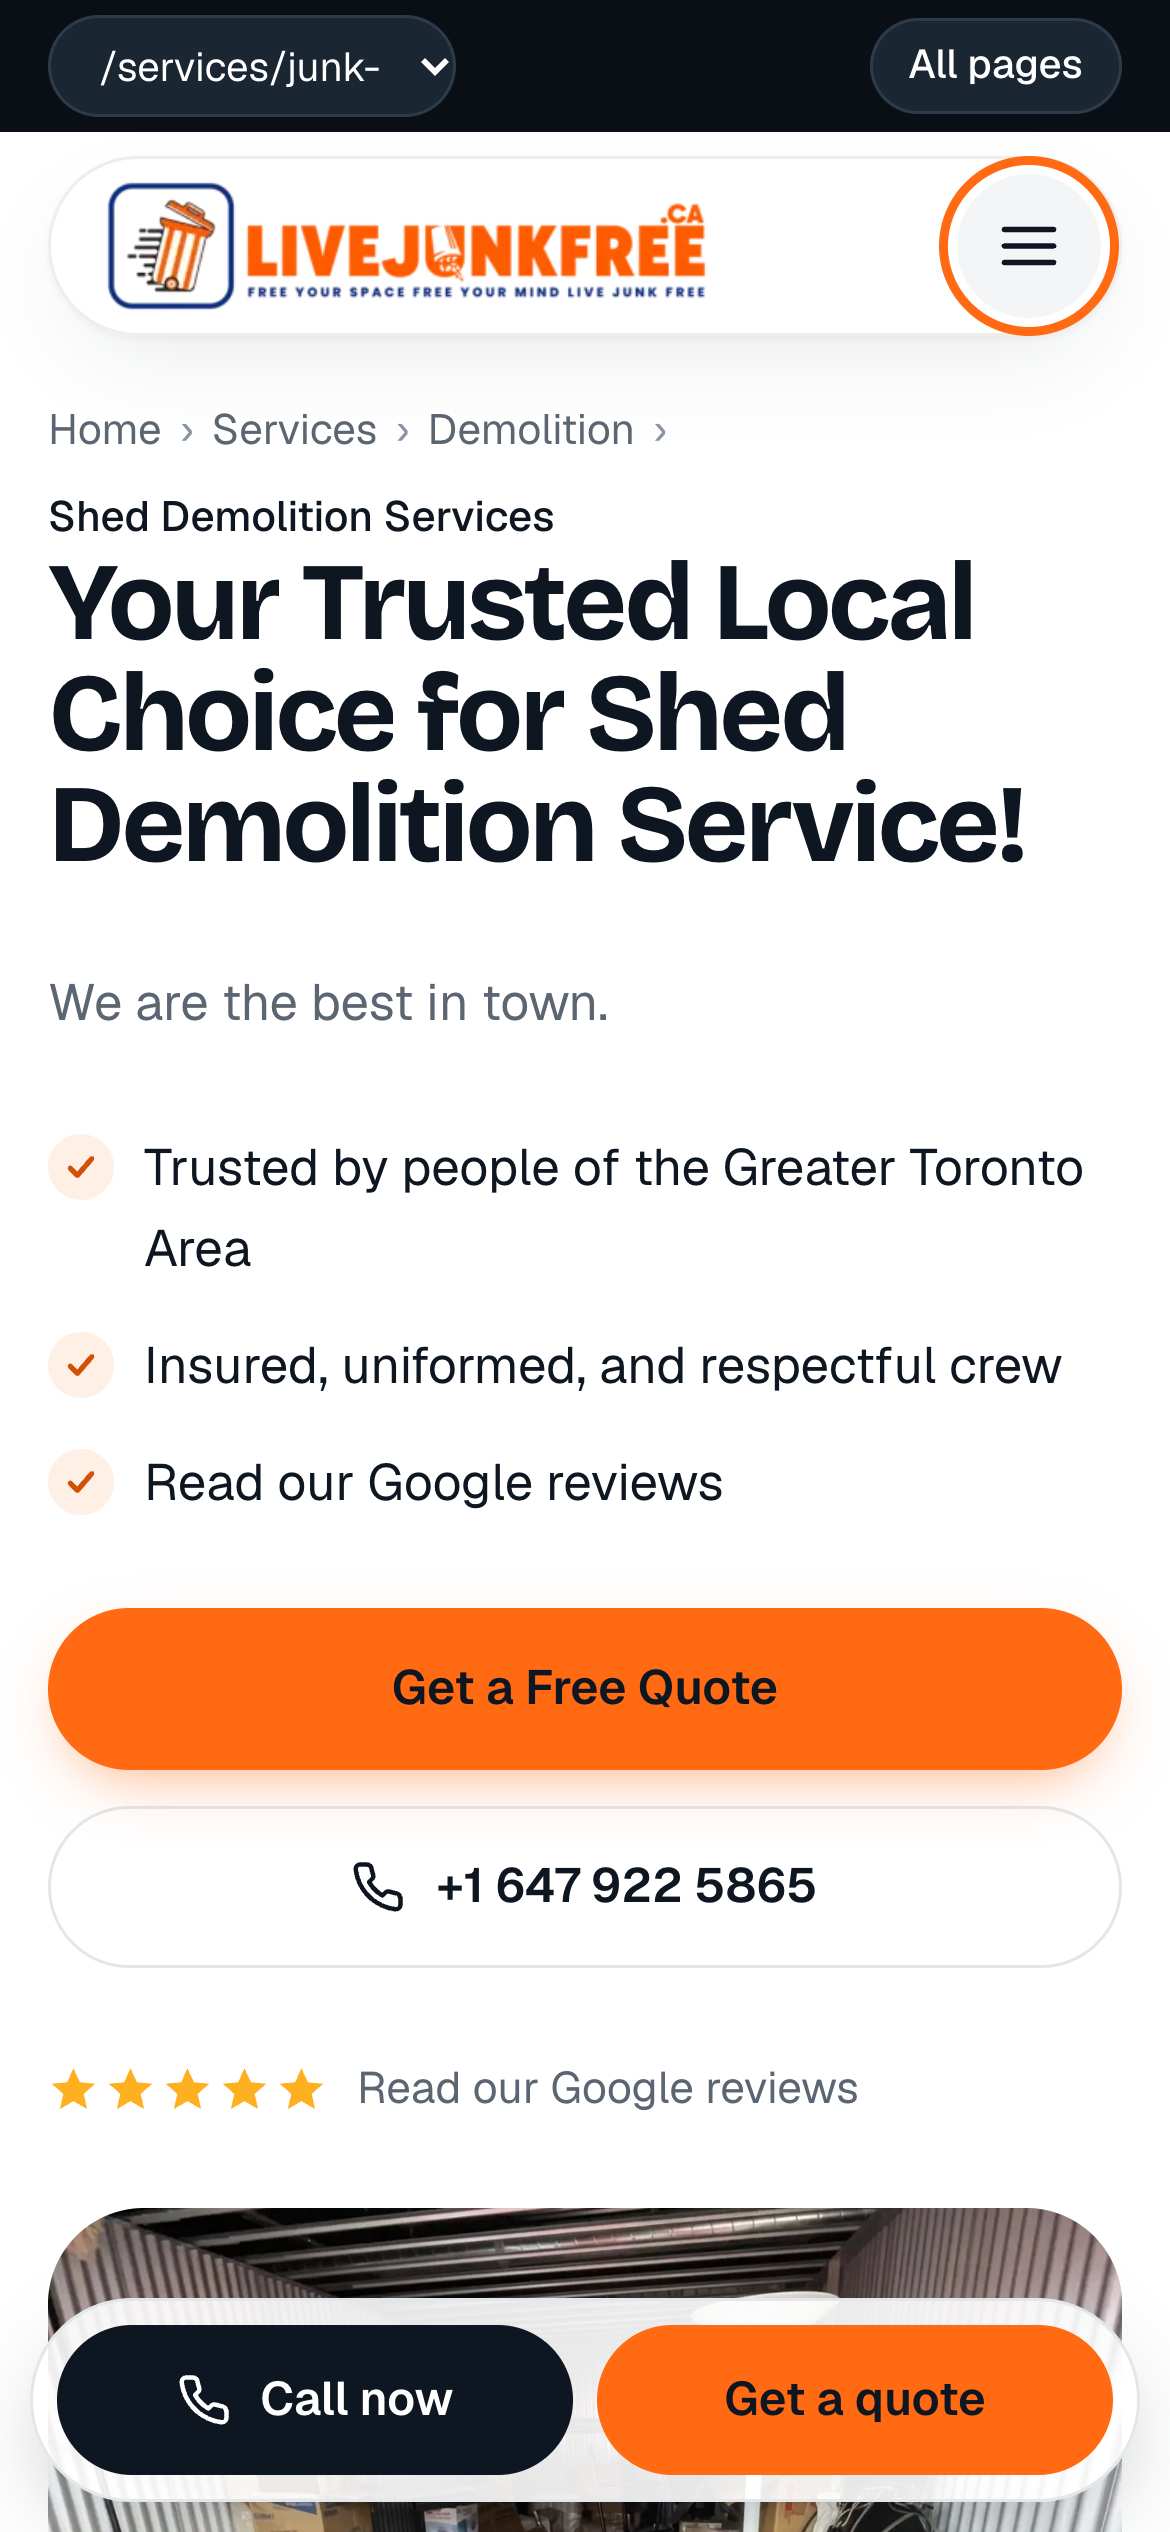 /services/junk-
All pages
LIVEJUNKFREE
.CA
FREE YOUR SPACE FREE YOUR MIND LIVE JUNK FREE
Home › Services › Demolition ›
Shed Demolition Services
Your Trusted Local
Choice for Shed
Demolition Service!
We are the best in town.
Trusted by people of the Greater Toronto
Area
Insured, uniformed, and respectful crew
Read our Google reviews
Get a Free Quote
+1 647 922 5865
Read our Google reviews
Call now
Get a quote